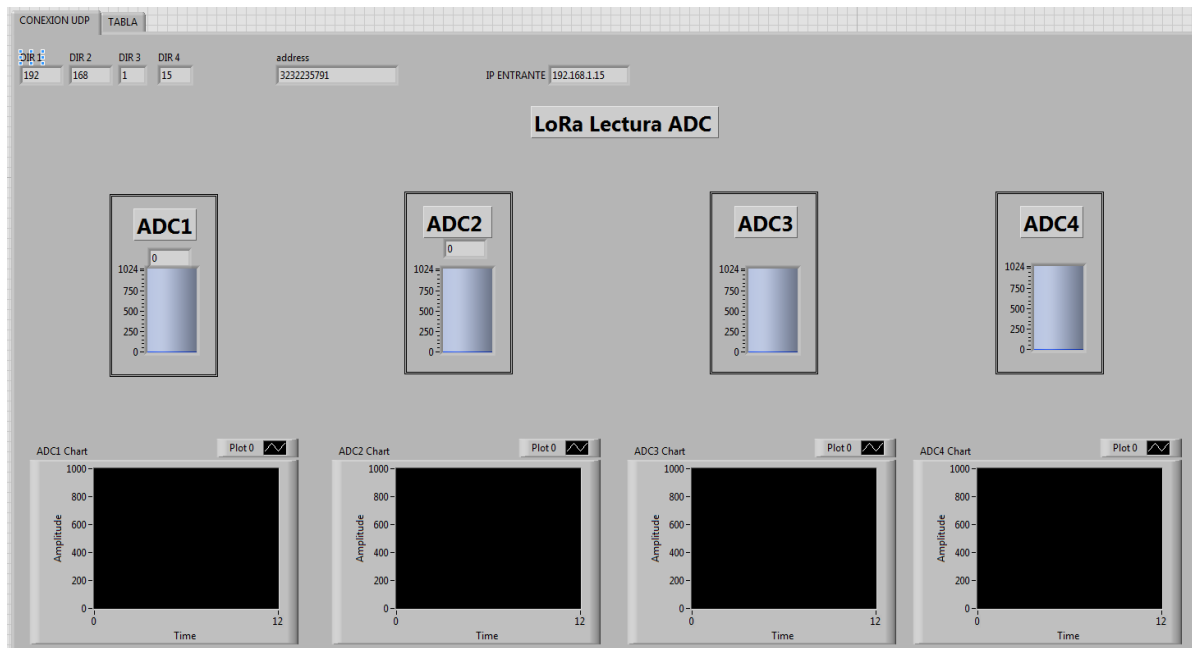 CONEXION UDP TABLA
DIR 1 DIR 2 DIR 3 DIR 4 address
192 168 1 15 3232235791 IP ENTRANTE 192.168.1.15
LoRa Lectura ADC
ADC1
0
1024
750
500
250
0
ADC2
0
1024
750
500
250
0
ADC3
1024
750
500
250
0
ADC4
1024
750
500
250
0
ADC1 Chart Plot 0
1000
800
600
400
200
0
Amplitude
0 12
Time
ADC2 Chart Plot 0
1000
800
600
400
200
0
Amplitude
0 12
Time
ADC3 Chart Plot 0
1000
800
600
400
200
0
Amplitude
0 12
Time
ADC4 Chart Plot 0
1000
800
600
400
200
0
Amplitude
0 12
Time